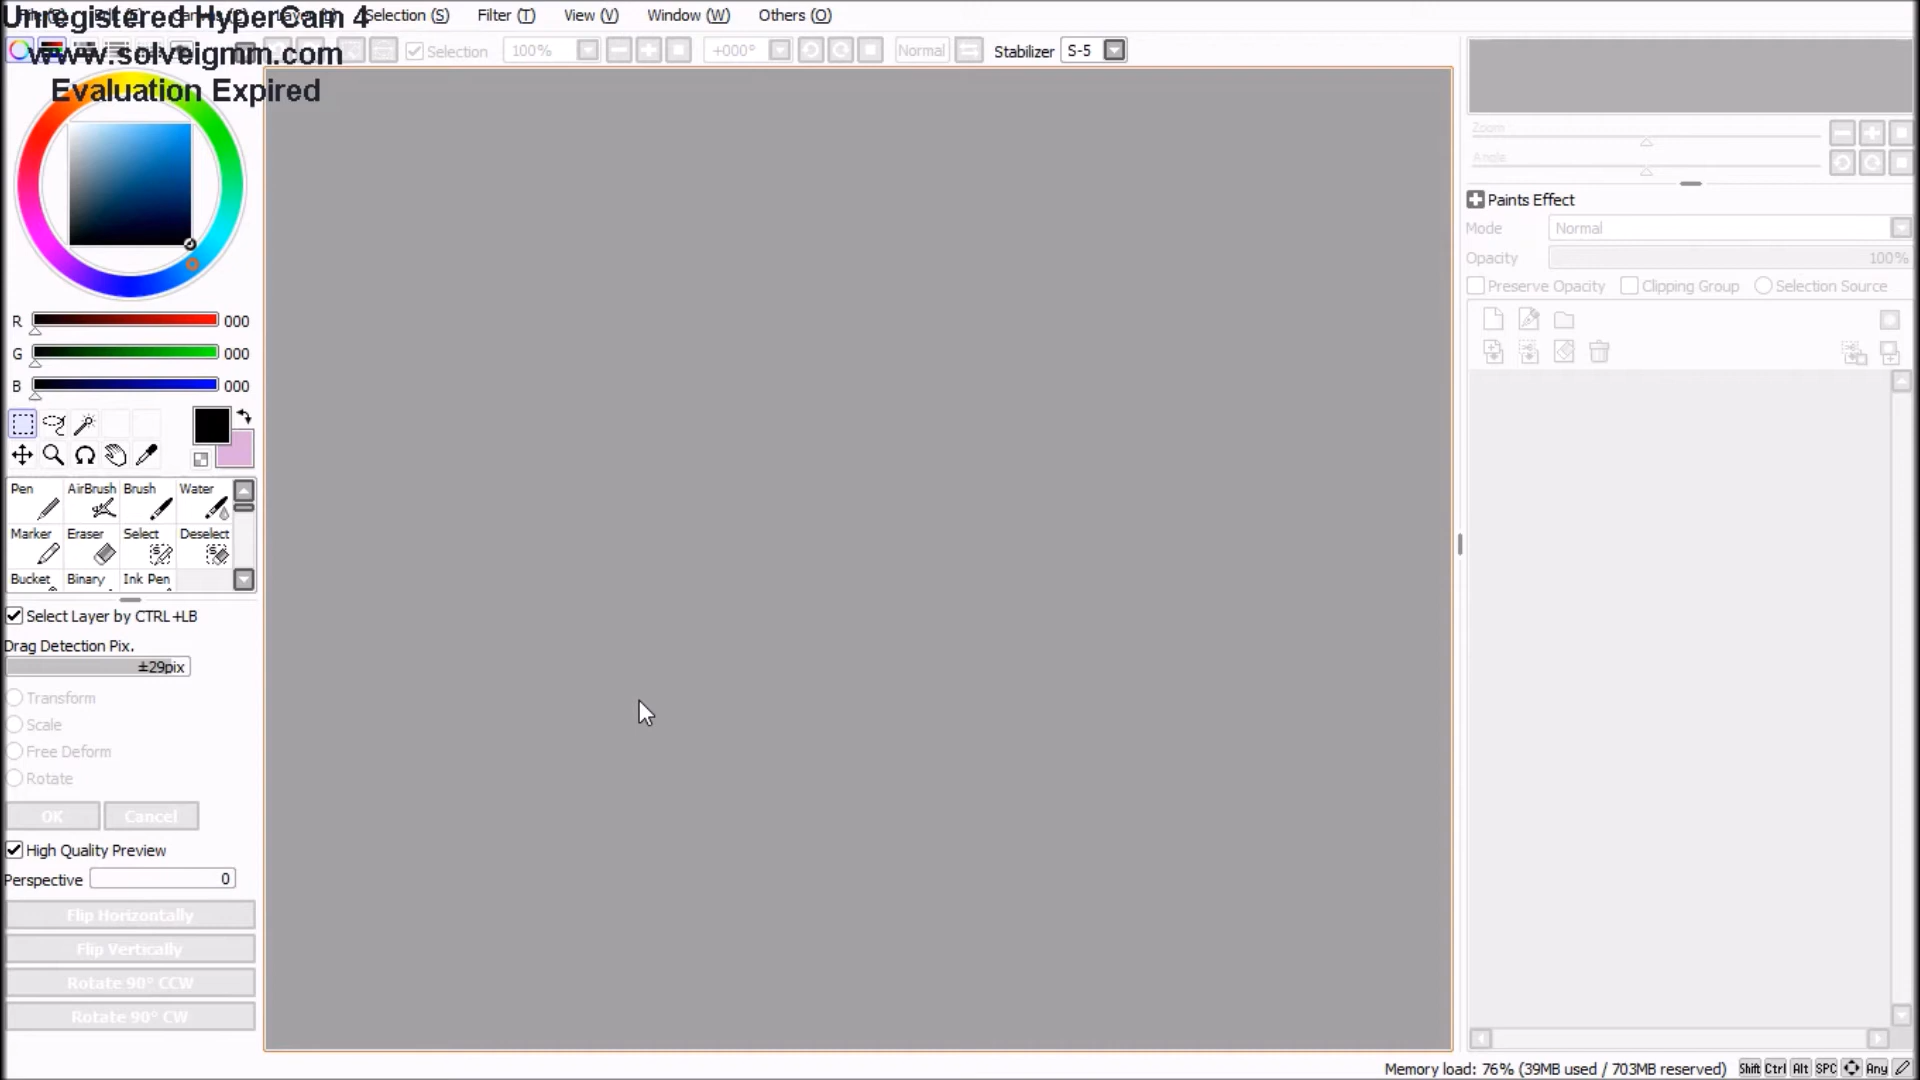 Unregistered HyperCam 4
www.solveigmm.com
Evaluation Expired
Selection (S) Filter (T) View (V) Window (W) Others (O)
Selection 100% +000° Normal Stabilizer S-5
R 000
G 000
B 000
Pen AirBrush Brush Water
Marker Eraser Select Deselect
Bucket Binary Ink Pen
Select Layer by CTRL+LB
Drag Detection Pix.
±29pix
Transform
Scale
Free Deform
Rotate
OK Cancel
High Quality Preview
Perspective 0
Flip Horizontally
Flip Vertically
Rotate 90° CCW
Rotate 90° CW
Zoom
Angle
Paints Effect
Mode Normal
Opacity 100%
Preserve Opacity Clipping Group Selection Source
Memory load: 76% (39MB used / 703MB reserved) Shift Ctrl Alt SPC Any